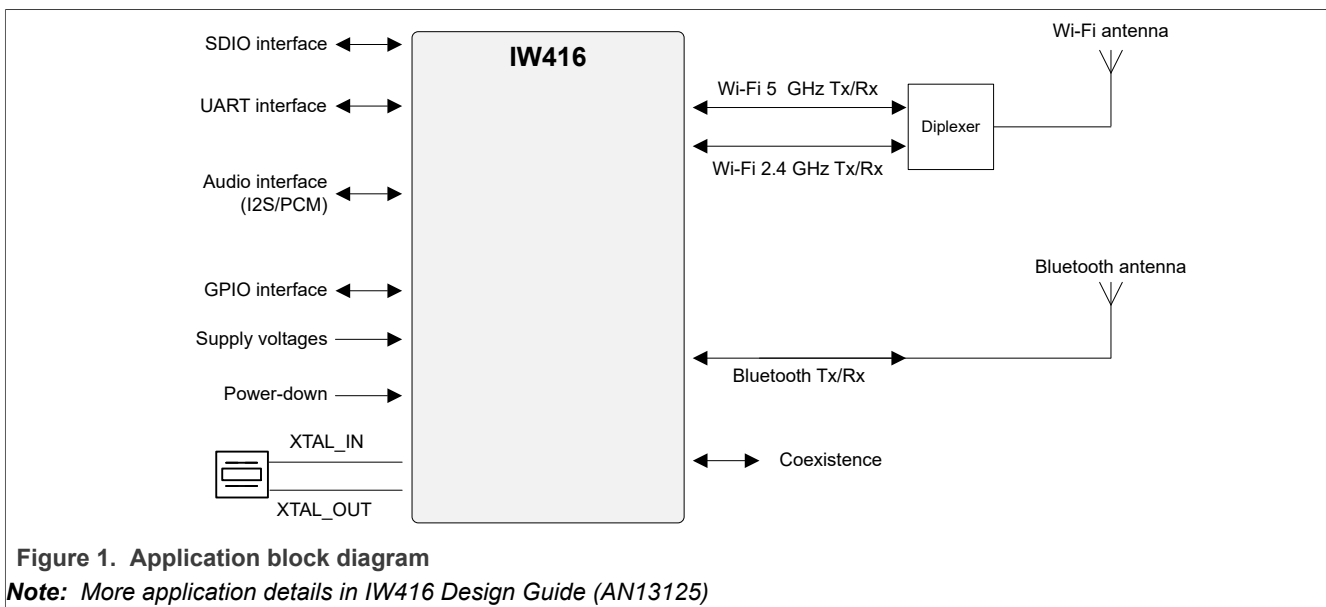 SDIO interface
UART interface
Audio interface
(I2S/PCM)
GPIO interface
Supply voltages
Power-down
XTAL_IN
XTAL_OUT
IW416
Wi-Fi 5 GHz Tx/Rx
Wi-Fi 2.4 GHz Tx/Rx
Diplexer
Wi-Fi antenna
Bluetooth antenna
Bluetooth Tx/Rx
Coexistence
Figure 1. Application block diagram
Note: More application details in IW416 Design Guide (AN13125)